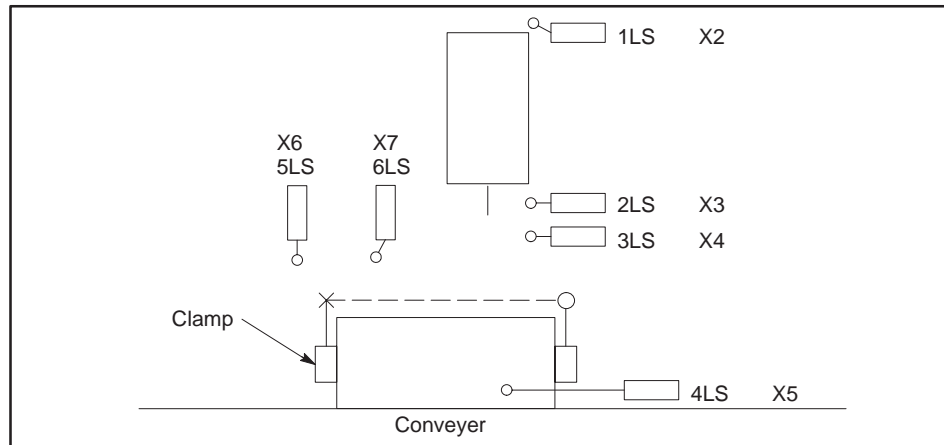 1LS X2
X6 X7
5LS 6LS
2LS X3
3LS X4
Clamp
4LS X5
Conveyer